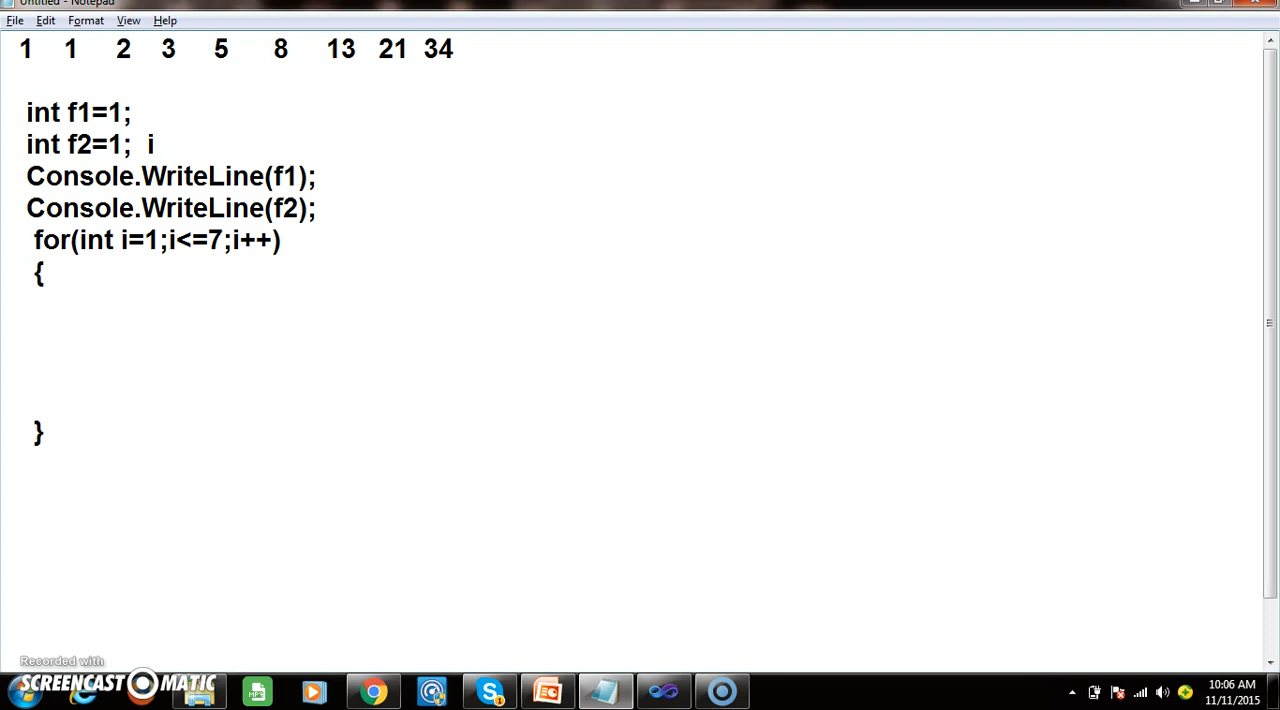 Untitled - Notepad
File Edit Format View Help
1 1 2 3 5 8 13 21 34
int f1=1;
int f2=1; i
Console.WriteLine(f1);
Console.WriteLine(f2);
for(int i=1;i<=7;i++)
{
}
Recorded with
SCREENCAST MATIC
10:06 AM
11/11/2015